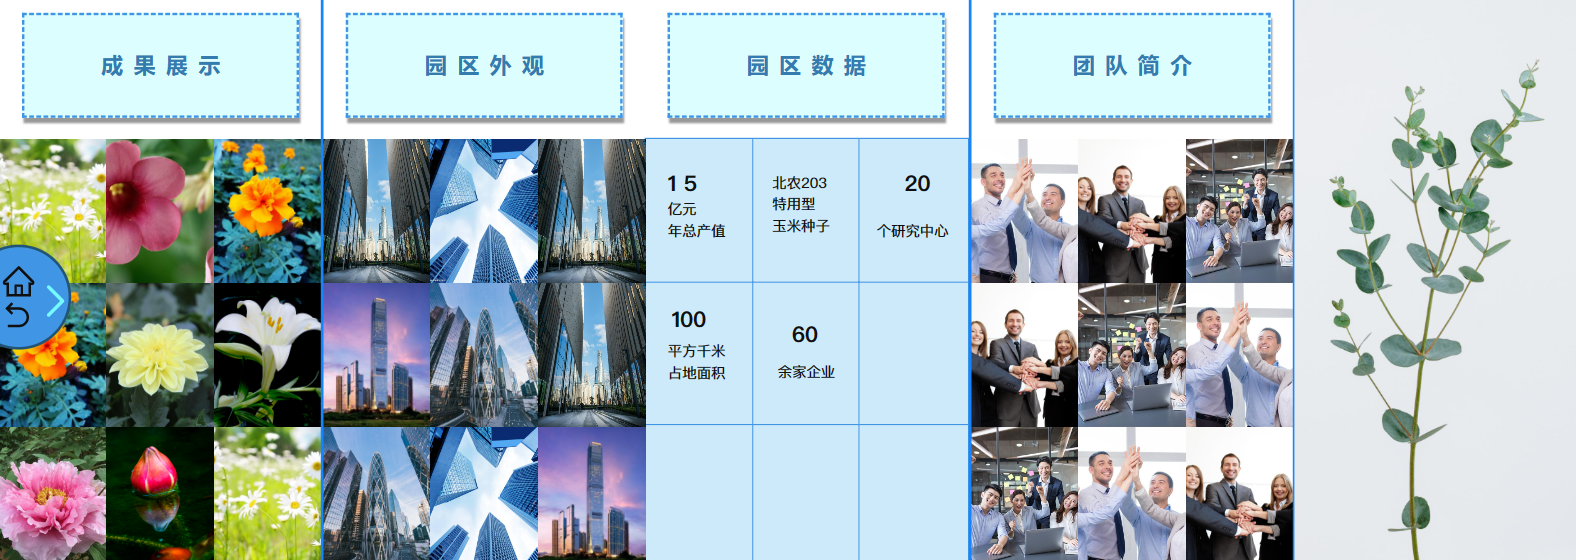 成果展示
园区外观
园区数据
团队简介
15
亿元
年总产值
北农203
特用型
玉米种子
20
个研究中心
100
平方千米
占地面积
60
余家企业